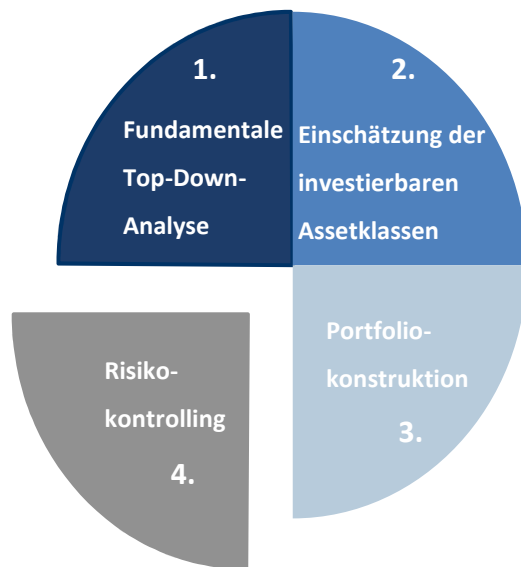 1.
Fundamentale
Top-Down-
Analyse
2.
Einschätzung der
investierbaren
Assetklassen
Portfolio-
konstruktion
3.
Risiko-
kontrolling
4.